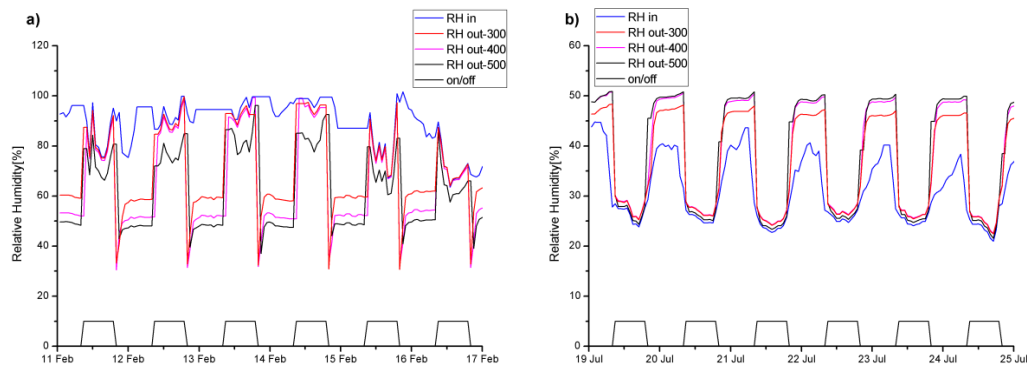 a)
RH in
RH out-300
RH out-400
RH out-500
on/off
120
100
80
60
40
20
0
Relative Humidity[%]
11 Feb 12 Feb 13 Feb 14 Feb 15 Feb 16 Feb 17 Feb
b)
RH in
RH out-300
RH out-400
RH out-500
on/off
60
50
40
30
20
10
0
Relative Humidity[%]
19 Jul 20 Jul 21 Jul 22 Jul 23 Jul 24 Jul 25 Jul